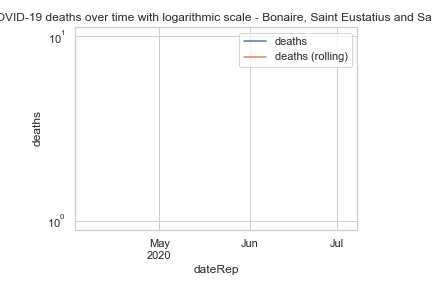 OVID-19 deaths over time with logarithmic scale - Bonaire, Saint Eustatius and Sa
10¹
deaths
deaths (rolling)
deaths
10⁰
May
Jun
Jul
2020
dateRep